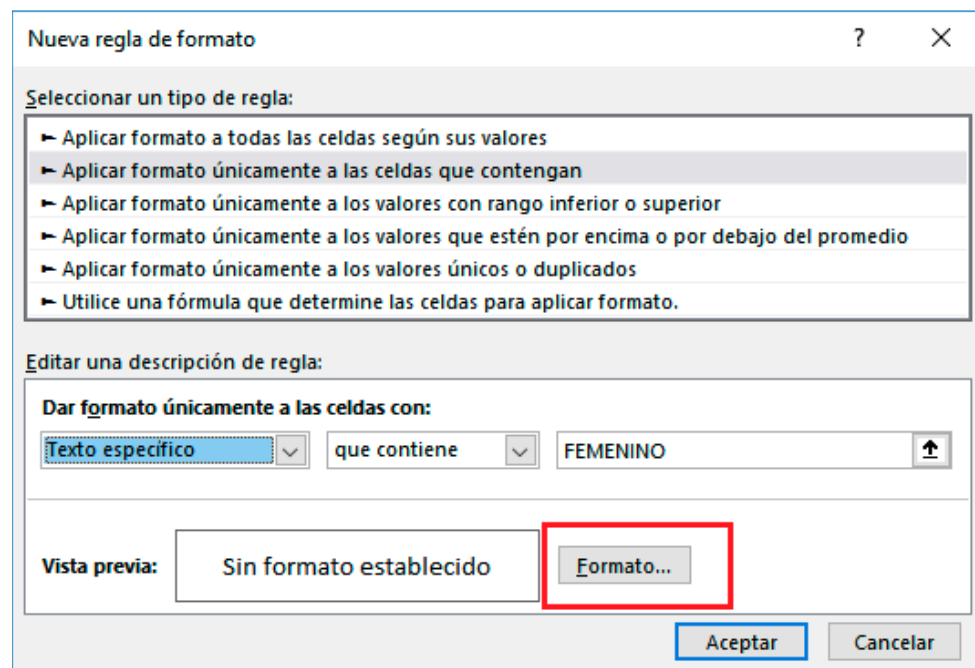 Nueva regla de formato ?
Seleccionar un tipo de regla:
► Aplicar formato a todas las celdas según sus valores
► Aplicar formato únicamente a las celdas que contengan
► Aplicar formato únicamente a los valores con rango inferior o superior
► Aplicar formato únicamente a los valores que estén por encima o por debajo del promedio
► Aplicar formato únicamente a los valores únicos o duplicados
► Utilice una fórmula que determine las celdas para aplicar formato.
Editar una descripción de regla:
Dar formato únicamente a las celdas con:
Texto específico que contiene FEMENINO
Vista previa: Sin formato establecido Formato...
Aceptar Cancelar